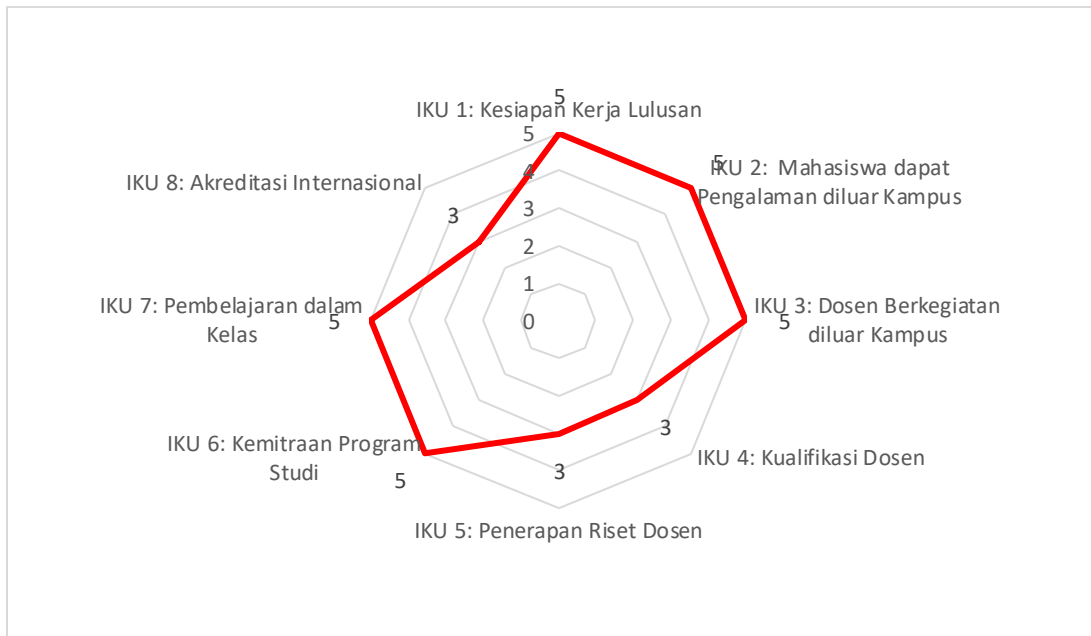 5
IKU 1: Kesiapan Kerja Lulusan
5
4
3
2
1
0
5
IKU 2: Mahasiswa dapat
Pengalaman diluar Kampus
IKU 3: Dosen Berkegiatan
diluar Kampus
5
3
IKU 4: Kualifikasi Dosen
3
IKU 5: Penerapan Riset Dosen
IKU 6: Kemitraan Program
Studi
5
IKU 7: Pembelajaran dalam
Kelas
5
IKU 8: Akreditasi Internasional
3